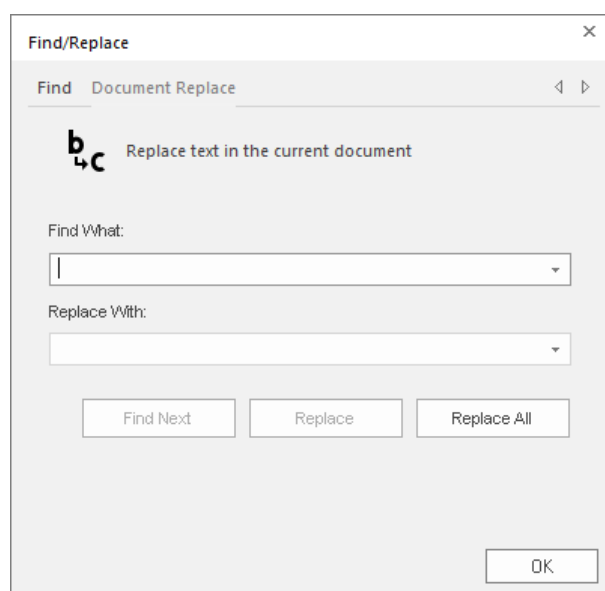 Find/Replace
Find Document Replace
b
c Replace text in the current document
Find What:
Replace With:
Find Next Replace Replace All
OK